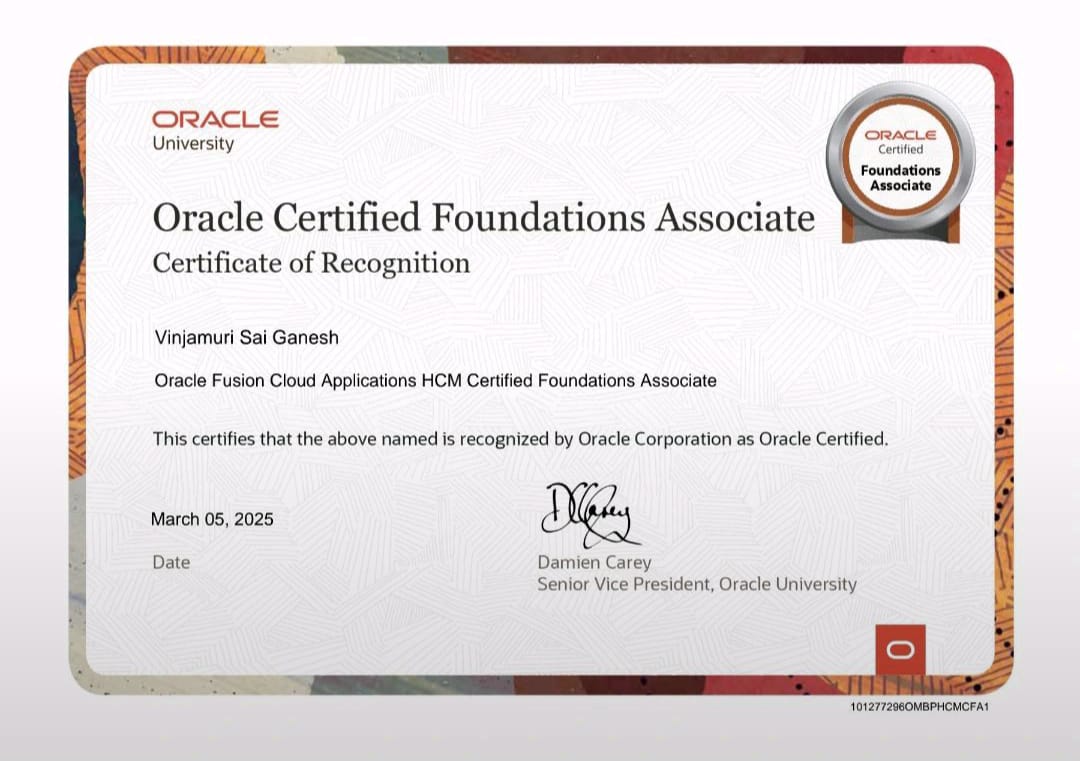 ORACLE
University
ORACLE
Certified
Foundations
Associate
Oracle Certified Foundations Associate
Certificate of Recognition
Vinjamuri Sai Ganesh
Oracle Fusion Cloud Applications HCM Certified Foundations Associate
This certifies that the above named is recognized by Oracle Corporation as Oracle Certified.
DCarey
March 05, 2025
Date
Damien Carey
Senior Vice President, Oracle University
101277296OMBPHCMCFA1